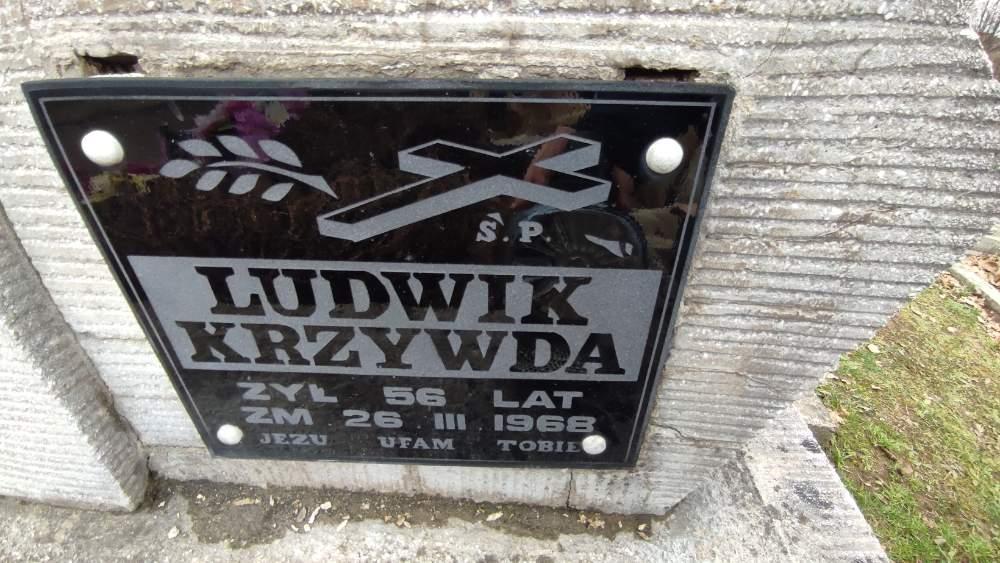 Ś.P.
LUDWIK
KRZYWDA
ŻYŁ 56 LAT
ZM 26 III 1968
JEZU UFAM TOBIE